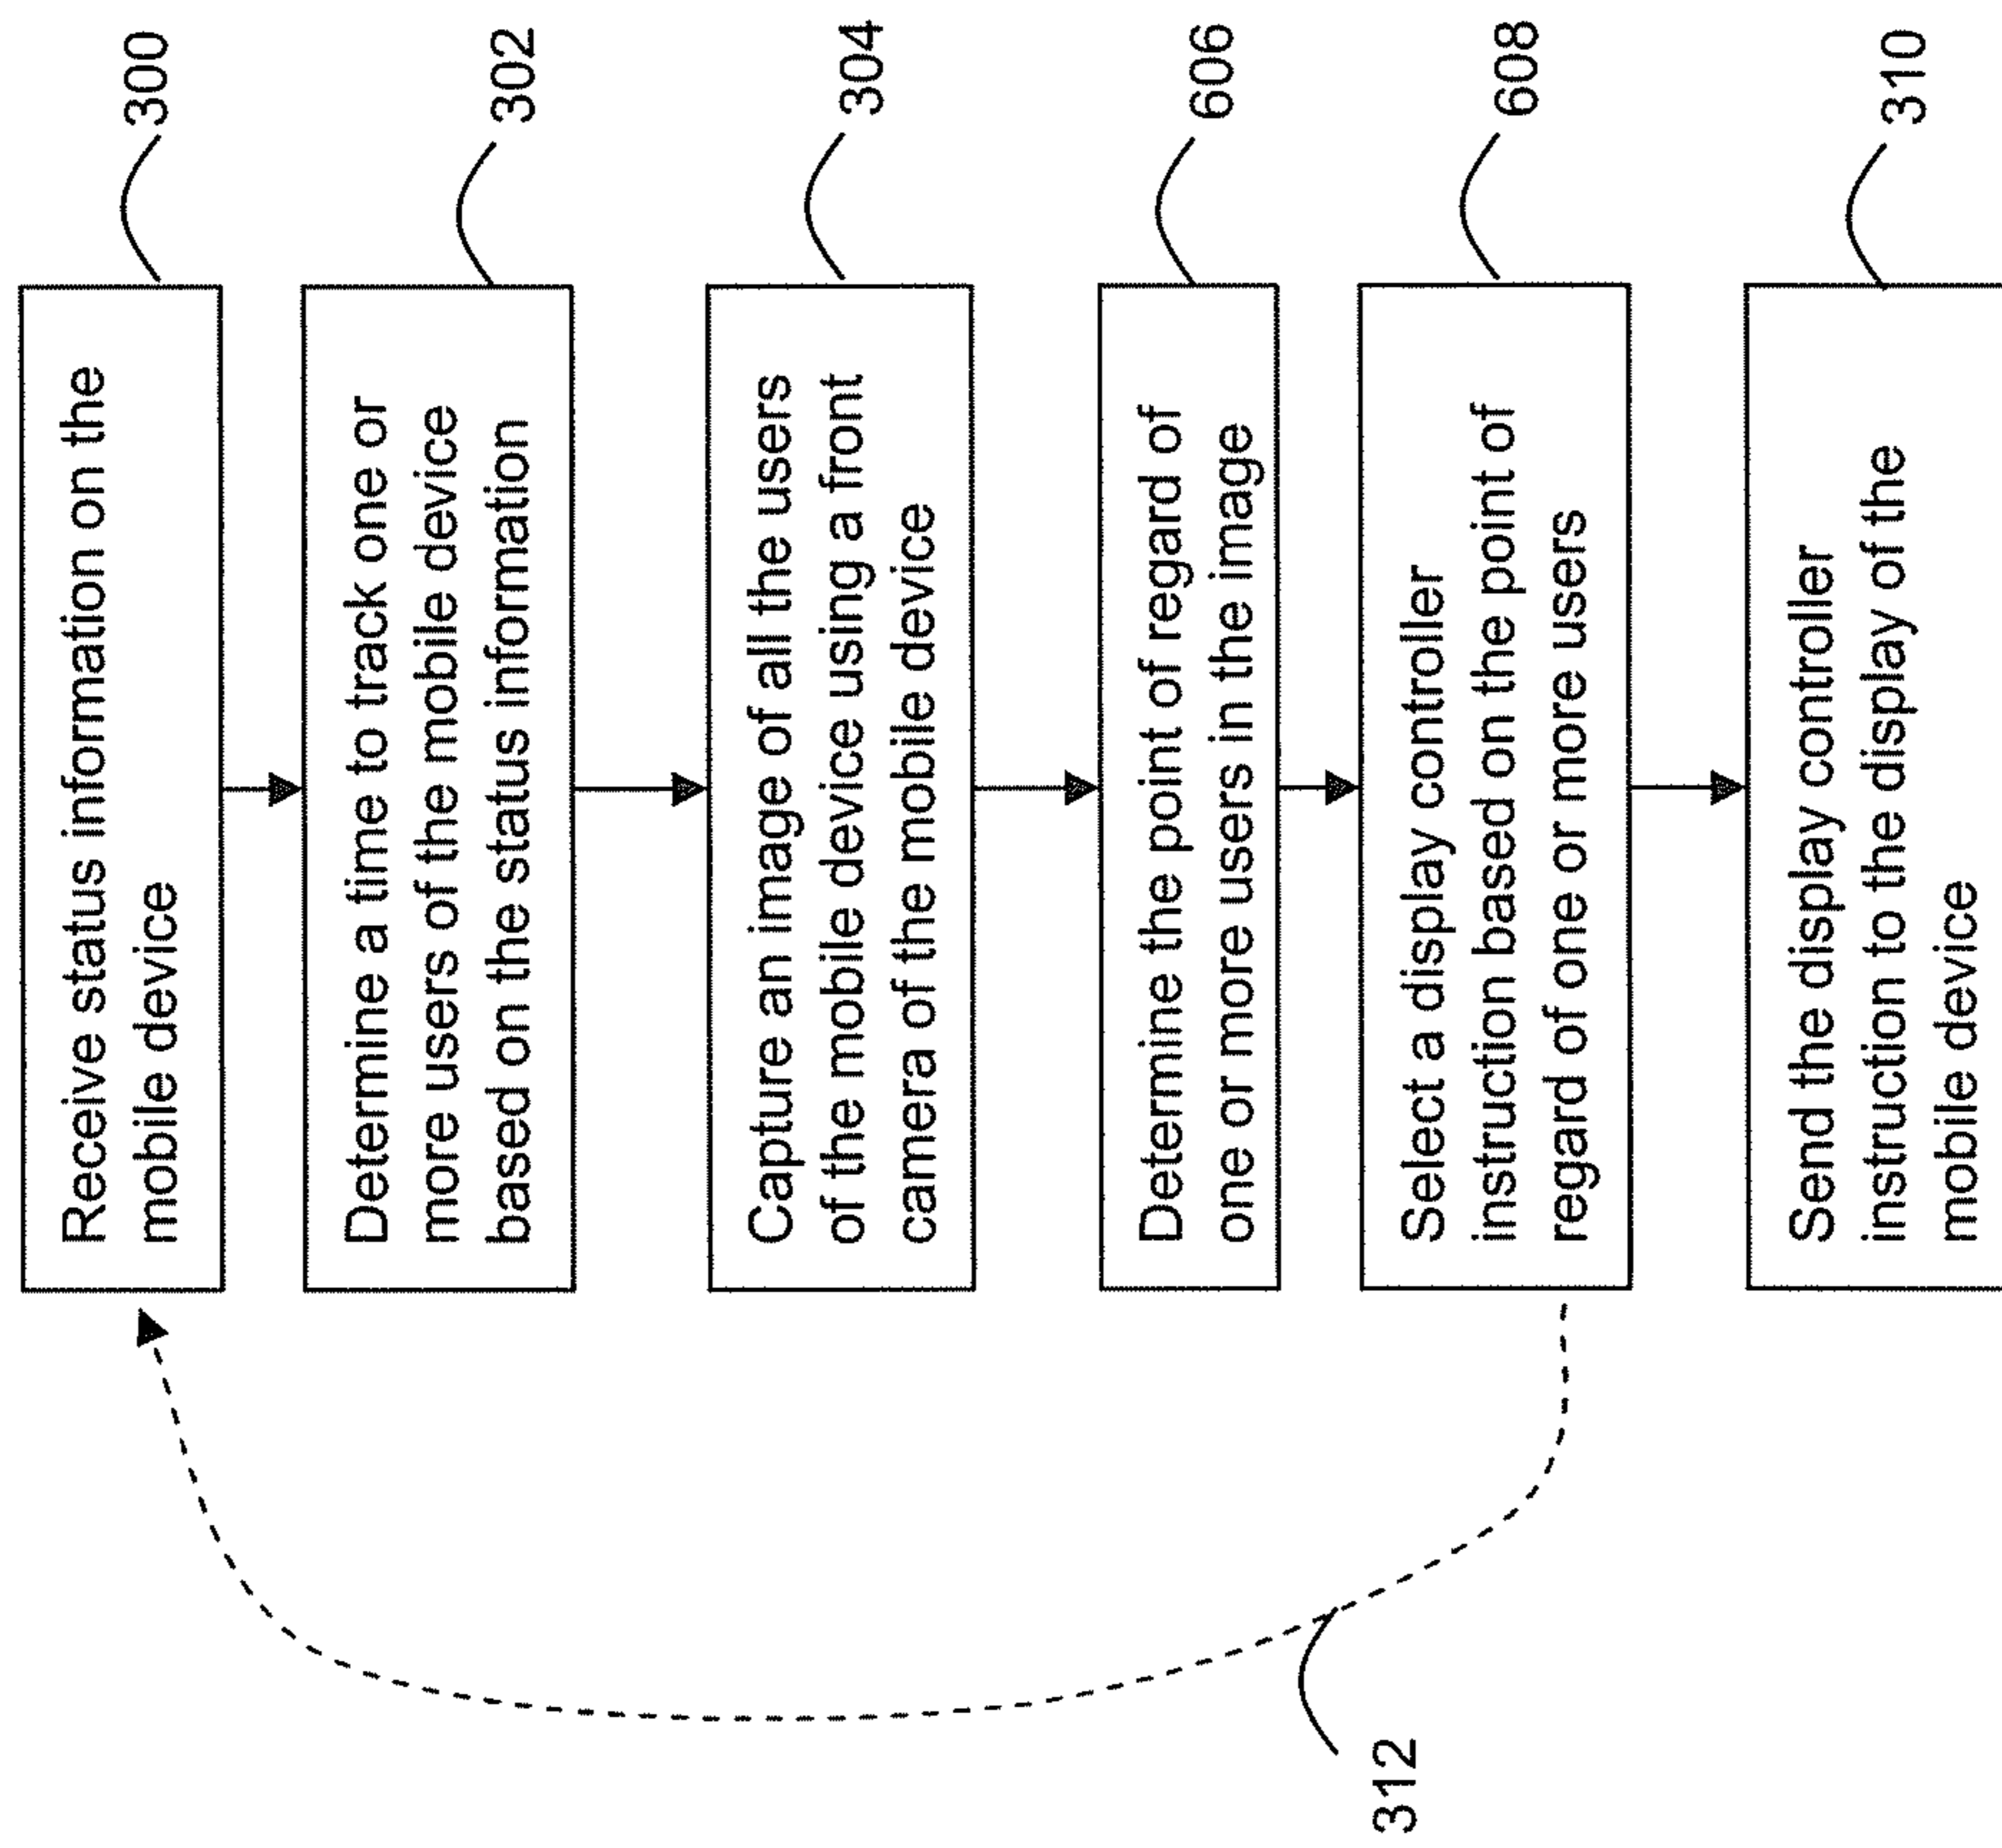 Receive status information on the
mobile device
300
Determine a time to track one or
more users of the mobile device
based on the status information
302
Capture an image of all the users
of the mobile device using a front
camera of the mobile device
304
Determine the point of regard of
one or more users in the image
606
Select a display controller
instruction based on the point of
regard of one or more users
608
Send the display controller
instruction to the display of the
mobile device
310
312